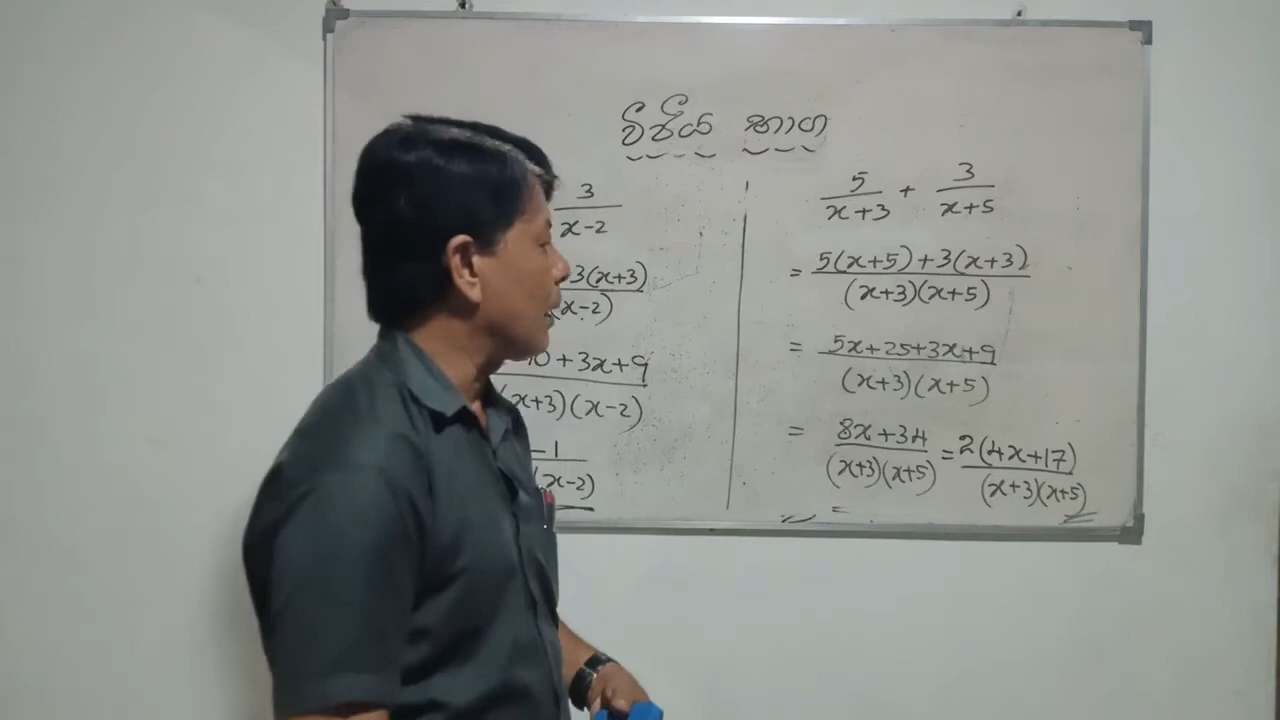 වීජීය භාග
3/(x-2)
3(x+3)/(x-2)
10 + 3x+9
(x+3)(x-2)
-1/(x-2)
5/(x+3) + 3/(x+5)
= (5(x+5)+3(x+3))/((x+3)(x+5))
= (5x+25+3x+9)/((x+3)(x+5))
= (8x+34)/((x+3)(x+5)) = 2(4x+17)/((x+3)(x+5))